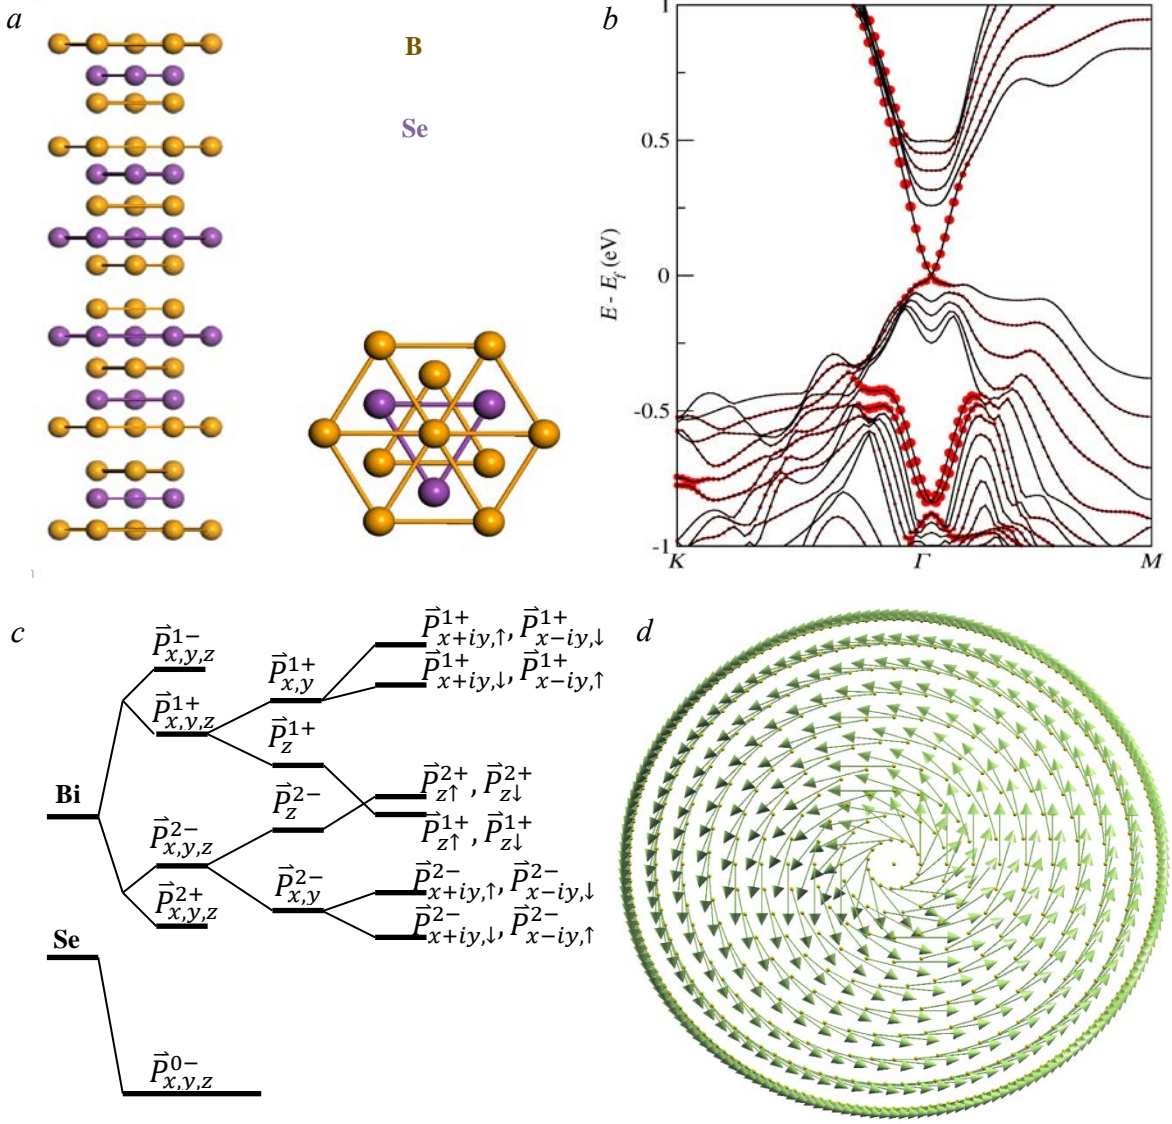 a
B
Se
b
1
0.5
0
-0.5
-1
E - E_f (eV)
K Γ M
c
Bi
Se
P⃗^{1-}_{x,y,z}
P⃗^{1+}_{x,y,z}
P⃗^{2-}_{x,y,z}
P⃗^{2+}_{x,y,z}
P⃗^{0-}_{x,y,z}
P⃗^{1+}_{x,y}
P⃗^{1+}_{z}
P⃗^{2-}_{z}
P⃗^{2-}_{x,y}
P⃗^{1+}_{x+iy,↑}, P⃗^{1+}_{x-iy,↓}
P⃗^{1+}_{x+iy,↓}, P⃗^{1+}_{x-iy,↑}
P⃗^{2+}_{z↑}, P⃗^{2+}_{z↓}
P⃗^{1+}_{z↑}, P⃗^{1+}_{z↓}
P⃗^{2-}_{x+iy,↑}, P⃗^{2-}_{x-iy,↓}
P⃗^{2-}_{x+iy,↓}, P⃗^{2-}_{x-iy,↑}
d